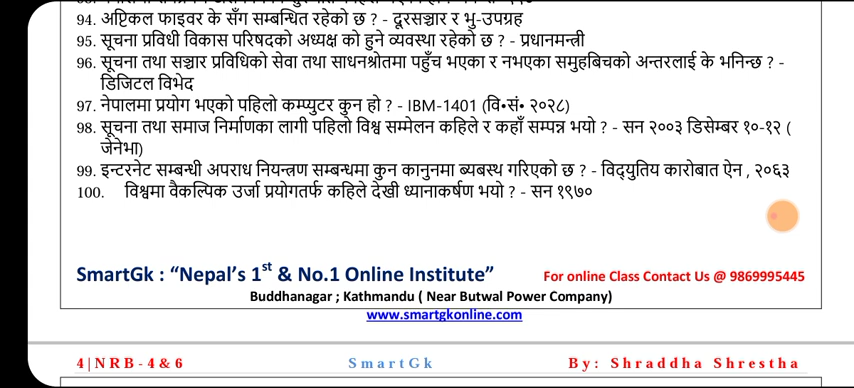 94. अप्टिकल फाइवर के सँग सम्बन्धित रहेको छ ? - दूरसञ्चार र भु-उपग्रह
95. सूचना प्रविधी विकास परिषदको अध्यक्ष को हुने व्यवस्था रहेको छ ? - प्रधानमन्त्री
96. सूचना तथा सञ्चार प्रविधिको सेवा तथा साधनश्रोतमा पहुँच भएका र नभएका समुहबिचको अन्तरलाई के भनिन्छ ? -
डिजिटल विभेद
97. नेपालमा प्रयोग भएको पहिलो कम्प्युटर कुन हो ? - IBM-1401 (वि•सं• २०२८)
98. सूचना तथा समाज निर्माणका लागी पहिलो विश्व सम्मेलन कहिले र कहाँ सम्पन्न भयो ? - सन २००३ डिसेम्बर १०-१२ (
जेनेभा)
99. इन्टरनेट सम्बन्धी अपराध नियन्त्रण सम्बन्धमा कुन कानुनमा ब्यबस्थ गरिएको छ ? - विद्युतिय कारोबात ऐन , २०६३
100. विश्वमा वैकल्पिक उर्जा प्रयोगतर्फ कहिले देखी ध्यानाकर्षण भयो ? - सन १९७०
SmartGk : “Nepal’s 1st & No.1 Online Institute” For online Class Contact Us @ 9869995445
Buddhanagar ; Kathmandu ( Near Butwal Power Company)
www.smartgkonline.com
4|NRB-4&6 SmartGk By: Shraddha Shrestha